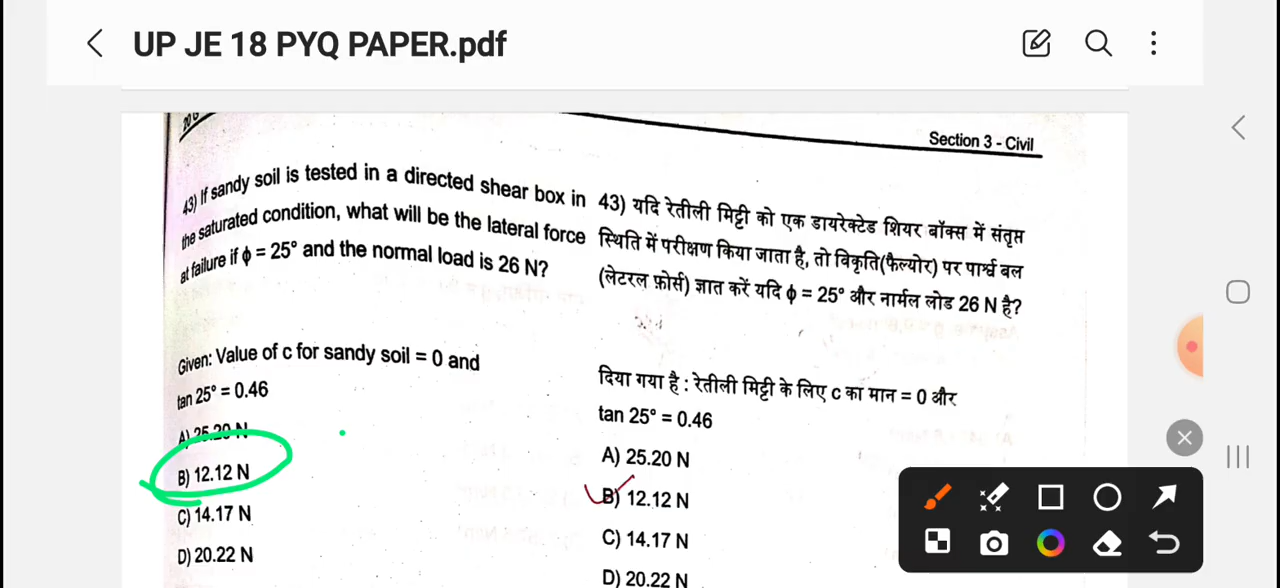 UP JE 18 PYQ PAPER.pdf
Section 3 - Civil
43) If sandy soil is tested in a directed shear box in
the saturated condition, what will be the lateral force
at failure if ϕ = 25° and the normal load is 26 N?
Given: Value of c for sandy soil = 0 and
tan 25° = 0.46
A) 25.20 N
B) 12.12 N
C) 14.17 N
D) 20.22 N
43) यदि रेतीली मिट्टी को एक डायरेक्टेड शियर बॉक्स में संतृप्त
स्थिति में परीक्षण किया जाता है, तो विकृति(फैल्योर) पर पार्श्व बल
(लेटरल फ़ोर्स) ज्ञात करें यदि ϕ = 25° और नार्मल लोड 26 N है?
दिया गया है : रेतीली मिट्टी के लिए c का मान = 0 और
tan 25° = 0.46
A) 25.20 N
B) 12.12 N
C) 14.17 N
D) 20.22 N